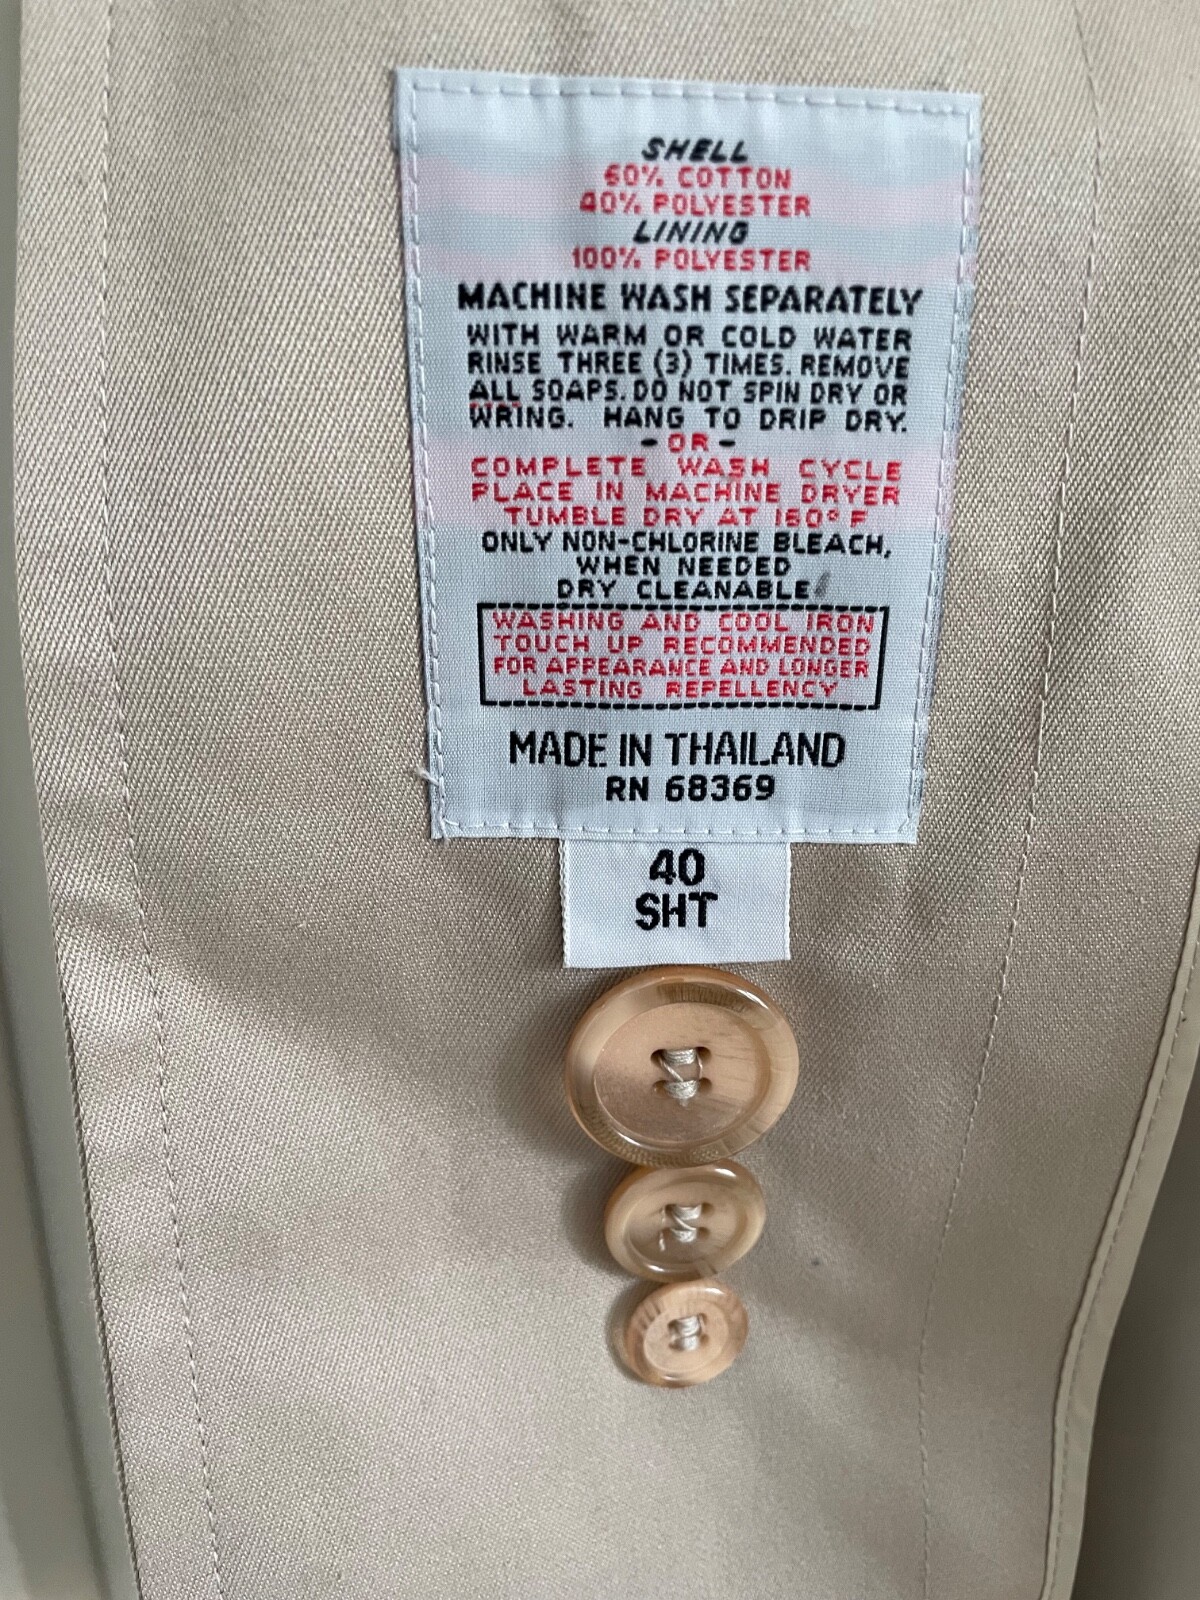 SHELL
60% COTTON
40% POLYESTER
LINING
100% POLYESTER
MACHINE WASH SEPARATELY
WITH WARM OR COLD WATER
RINSE THREE (3) TIMES. REMOVE
ALL SOAPS. DO NOT SPIN DRY OR
WRING. HANG TO DRIP DRY.
- OR -
COMPLETE WASH CYCLE
PLACE IN MACHINE DRYER
TUMBLE DRY AT 160° F
ONLY NON-CHLORINE BLEACH,
WHEN NEEDED
DRY CLEANABLE
WASHING AND COOL IRON
TOUCH UP RECOMMENDED
FOR APPEARANCE AND LONGER
LASTING REPELLENCY
MADE IN THAILAND
RN 68369
40
SHT